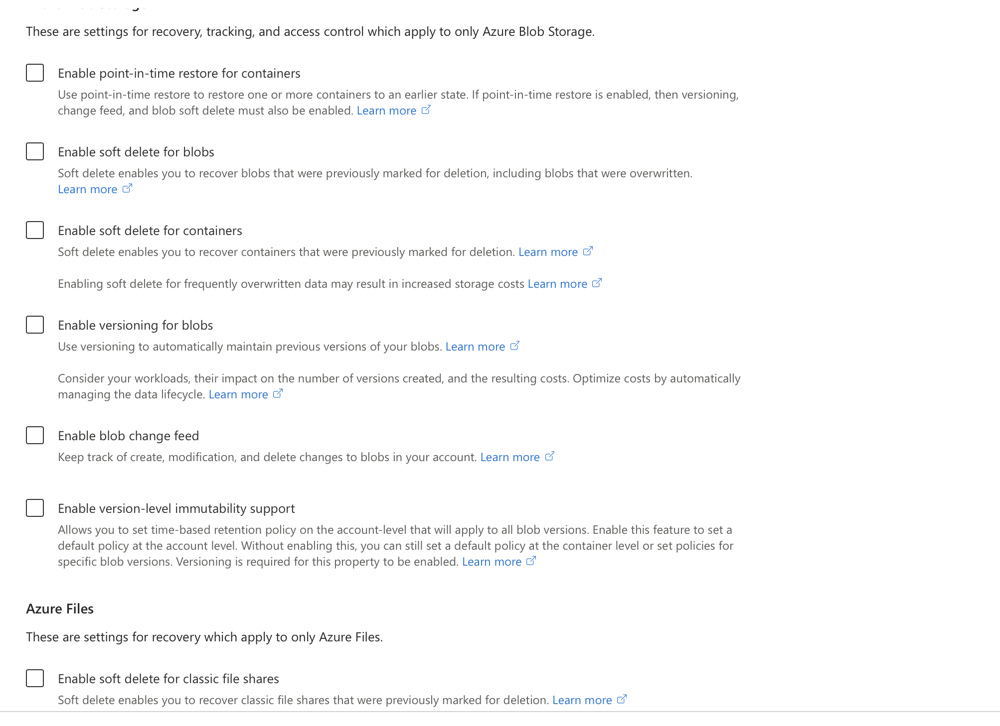 These are settings for recovery, tracking, and access control which apply to only Azure Blob Storage.
Enable point-in-time restore for containers
Use point-in-time restore to restore one or more containers to an earlier state. If point-in-time restore is enabled, then versioning,
change feed, and blob soft delete must also be enabled. Learn more
Enable soft delete for blobs
Soft delete enables you to recover blobs that were previously marked for deletion, including blobs that were overwritten.
Learn more
Enable soft delete for containers
Soft delete enables you to recover containers that were previously marked for deletion. Learn more
Enabling soft delete for frequently overwritten data may result in increased storage costs Learn more
Enable versioning for blobs
Use versioning to automatically maintain previous versions of your blobs. Learn more
Consider your workloads, their impact on the number of versions created, and the resulting costs. Optimize costs by automatically
managing the data lifecycle. Learn more
Enable blob change feed
Keep track of create, modification, and delete changes to blobs in your account. Learn more
Enable version-level immutability support
Allows you to set time-based retention policy on the account-level that will apply to all blob versions. Enable this feature to set a
default policy at the account level. Without enabling this, you can still set a default policy at the container level or set policies for
specific blob versions. Versioning is required for this property to be enabled. Learn more
Azure Files
These are settings for recovery which apply to only Azure Files.
Enable soft delete for classic file shares
Soft delete enables you to recover classic file shares that were previously marked for deletion. Learn more